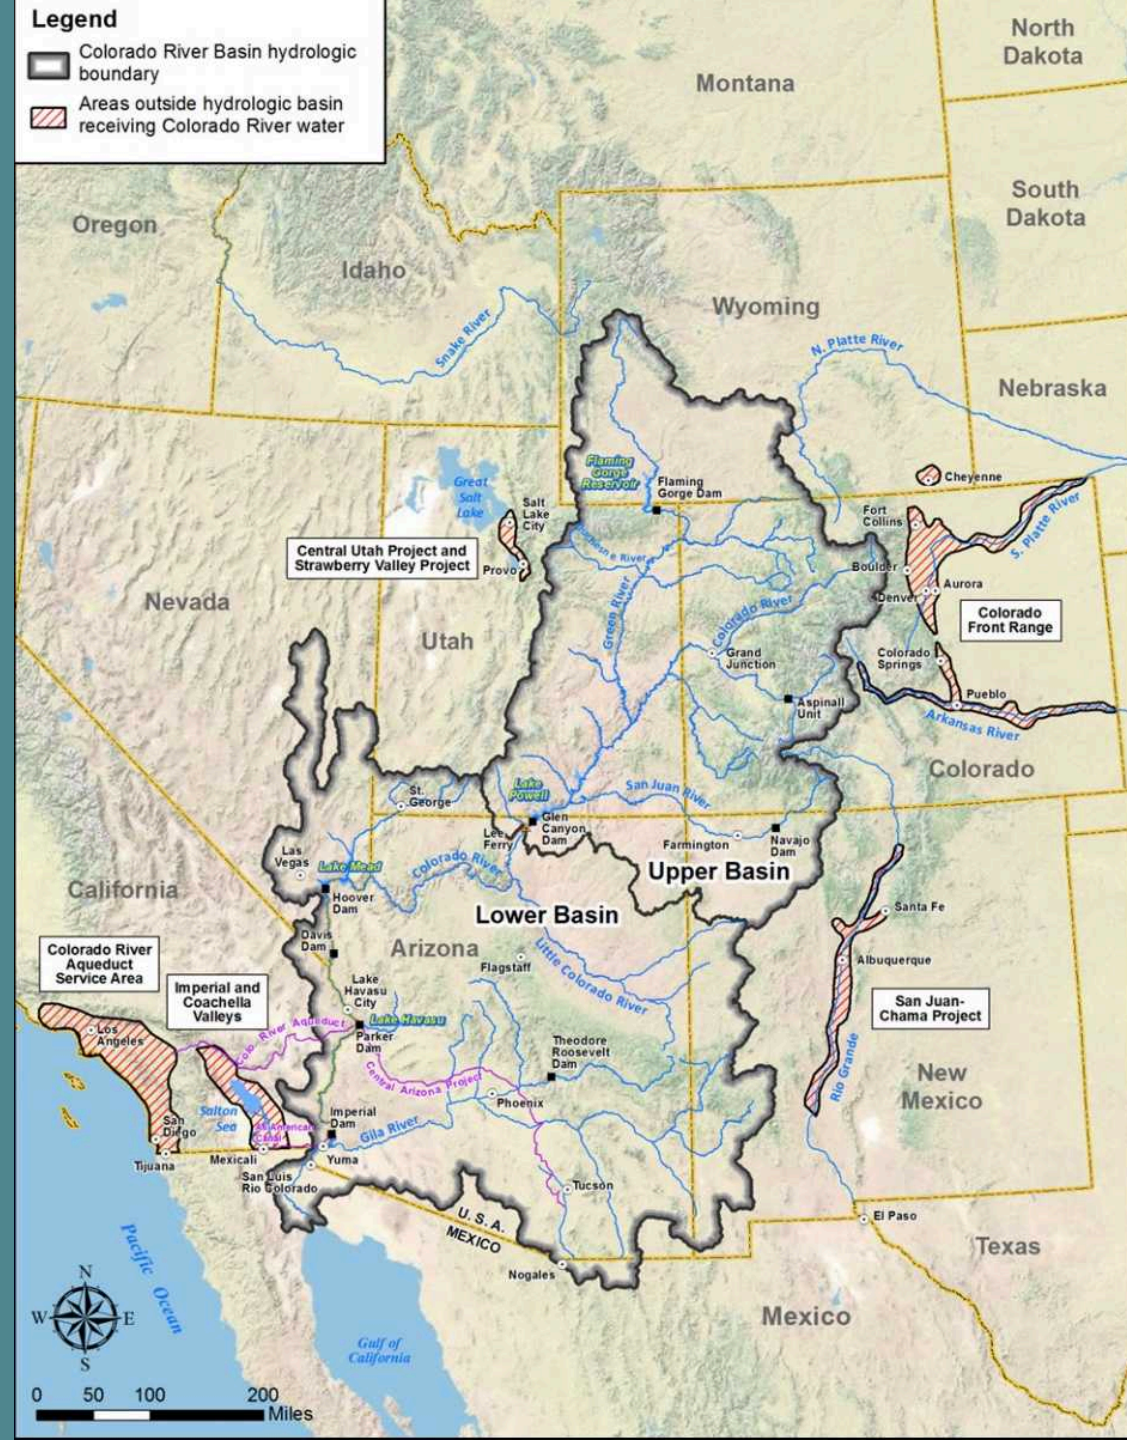 Legend
Colorado River Basin hydrologic
boundary
Areas outside hydrologic basin
receiving Colorado River water
North
Dakota
Montana
South
Dakota
Oregon
Idaho
Wyoming
Snake River
N. Platte River
Nebraska
Great
Salt
Lake
Flaming
Gorge
Reservoir
Flaming
Gorge Dam
Cheyenne
Salt
Lake
City
Fort
Collins
S. Platte River
Central Utah Project and
Strawberry Valley Project
Provo
Duchesne River
Boulder
Aurora
Denver
Nevada
Utah
Green River
Colorado River
Colorado
Front Range
Grand
Junction
Colorado
Springs
Pueblo
Aspinall
Unit
Arkansas River
Colorado
St.
George
Lake
Powell
San Juan River
Glen
Canyon
Dam
Lee
Ferry
Farmington
Navajo
Dam
Las
Vegas
Lake Mead
Colorado River
Upper Basin
California
Hoover
Dam
Lower Basin
Santa Fe
Davis
Dam
Arizona
Colorado River
Aqueduct
Service Area
Flagstaff
Little Colorado River
Albuquerque
Imperial and
Coachella
Valleys
Lake
Havasu
City
San Juan-
Chama Project
Lake Havasu
Los
Angeles
Colo. River Aqueduct
Parker
Dam
Theodore
Roosevelt
Dam
Central Arizona Project
Rio Grande
New
Mexico
Phoenix
Salton
Sea
San
Diego
All American
Canal
Imperial
Dam
Gila River
Tijuana
Mexicali
Yuma
San Luis
Rio Colorado
Tucson
U.S.A.
MEXICO
El Paso
Texas
Nogales
Pacific Ocean
Mexico
Gulf of
California
N
W E
S
0 50 100 200
Miles